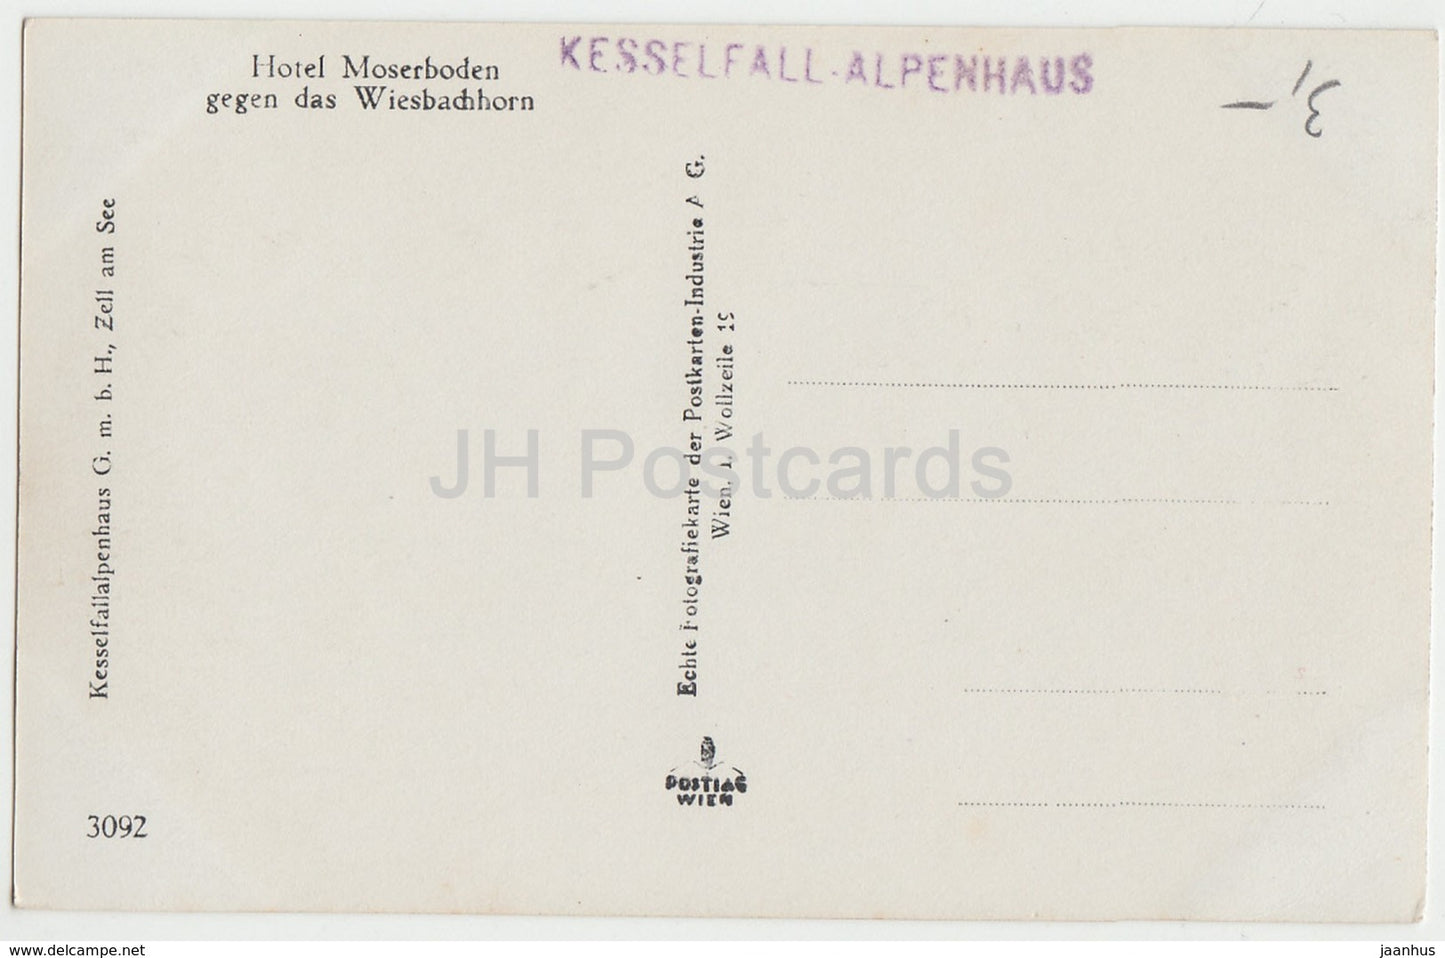 Hotel Moserboden
gegen das Wiesbachhorn
KESSELFALL-ALPENHAUS
3,-
Kesselfallalpenhaus G. m. b. H., Zell am See
Echte Fotografiekarte der Postkarten-Industrie A G.
Wien, I. Wollzeile 19
JH Postcards
POSTIAG
WIEN
3092
www.delcampe.net
jaanhus